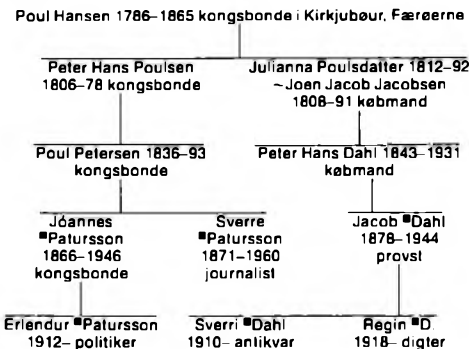 Poul Hansen 1786–1865 kongsbonde i Kirkjubøur, Færøerne
Peter Hans Poulsen
1806–78 kongsbonde
Julianna Poulsdatter 1812–92
~Joen Jacob Jacobsen
1808–91 købmand
Poul Petersen 1836–93
kongsbonde
Peter Hans Dahl 1843–1931
købmand
Jóannes
■Patursson
1866–1946
kongsbonde
Sverre
■Patursson
1871–1960
journalist
Jacob ■Dahl
1878–1944
provst
Erlendur ■Patursson
1912– politiker
Sverri ■Dahl
1910– antikvar
Regin ■D.
1918– digter